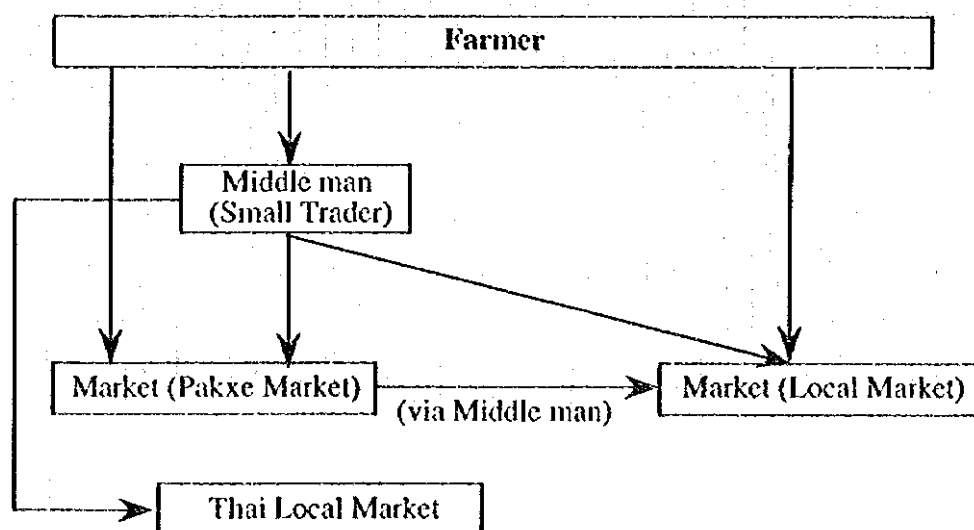 Farmer
Middle man
(Small Trader)
Market (Pakxe Market)
(via Middle man)
Market (Local Market)
Thai Local Market